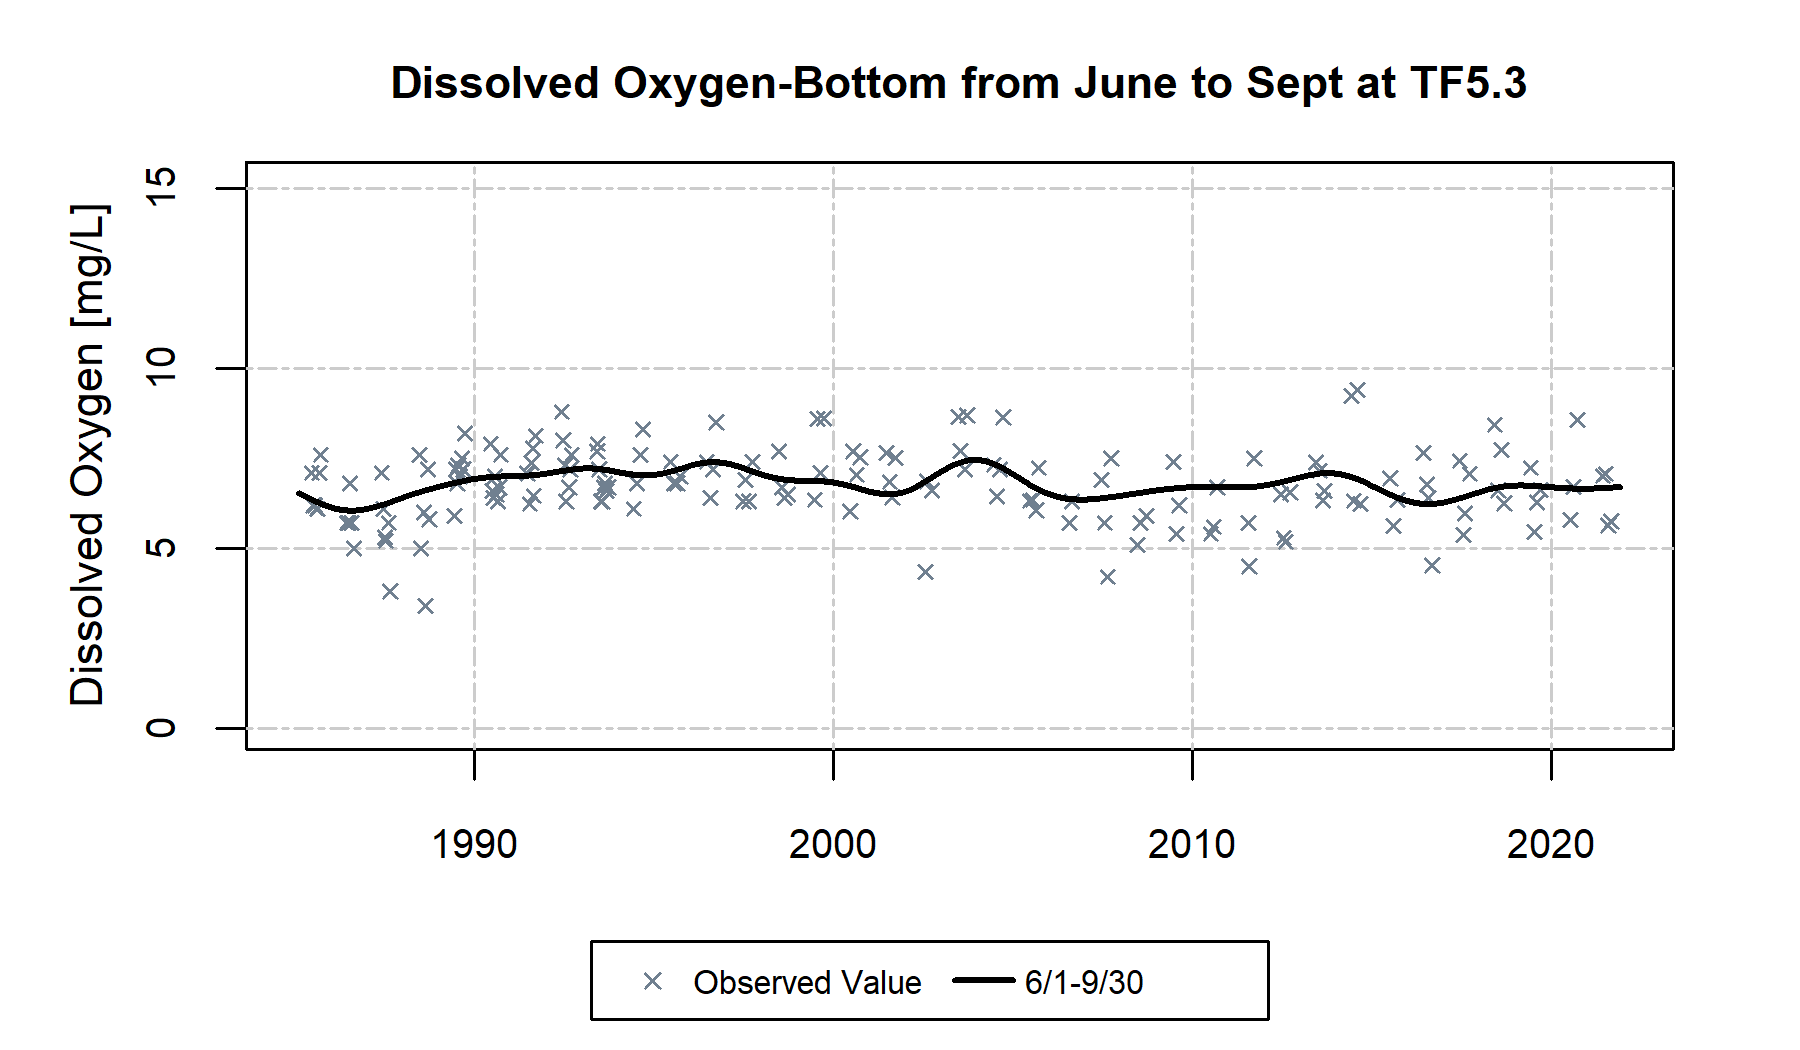 Dissolved Oxygen-Bottom from June to Sept at TF5.3
Dissolved Oxygen [mg/L]
15
10
5
0
1990 2000 2010 2020
Observed Value 6/1-9/30